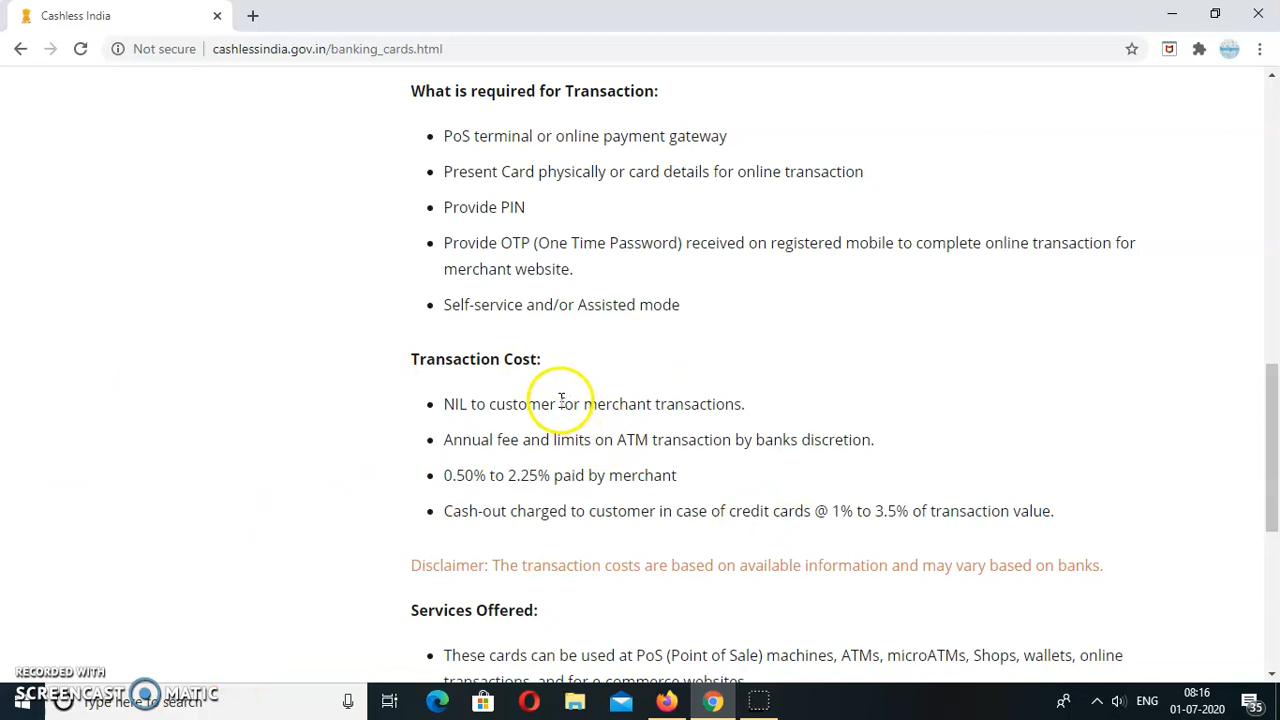 Cashless India
Not secure
cashlessindia.gov.in/banking_cards.html
What is required for Transaction:
PoS terminal or online payment gateway
Present Card physically or card details for online transaction
Provide PIN
Provide OTP (One Time Password) received on registered mobile to complete online transaction for
merchant website.
Self-service and/or Assisted mode
Transaction Cost:
NIL to customer for merchant transactions.
Annual fee and limits on ATM transaction by banks discretion.
0.50% to 2.25% paid by merchant
Cash-out charged to customer in case of credit cards @ 1% to 3.5% of transaction value.
Disclaimer: The transaction costs are based on available information and may vary based on banks.
Services Offered:
These cards can be used at PoS (Point of Sale) machines, ATMs, microATMs, Shops, wallets, online
transactions, and for e-commerce websites
RECORDED WITH
SCREENCAST MATIC
Type here to search
ENG
08:16
01-07-2020
35